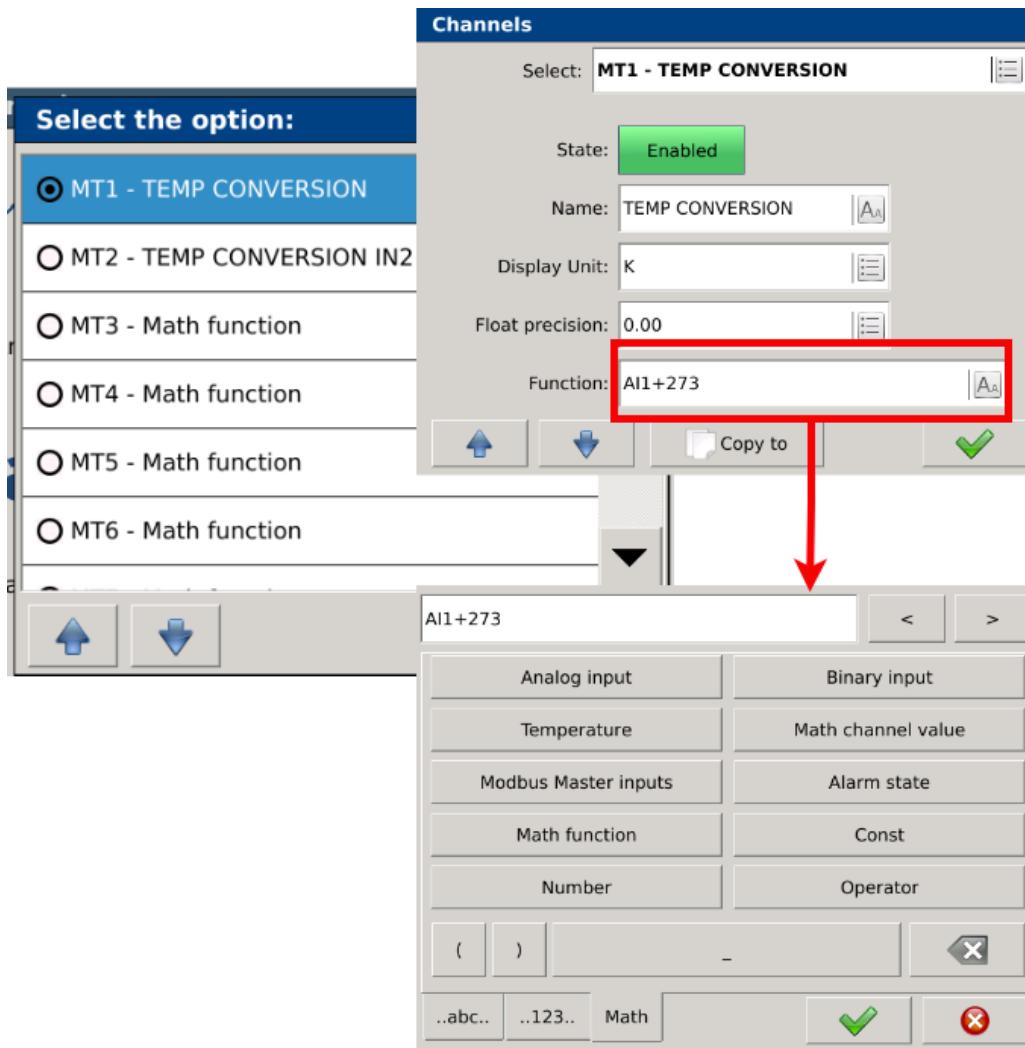 Channels
Select: MT1 - TEMP CONVERSION
State: Enabled
Name: TEMP CONVERSION
Display Unit: K
Float precision: 0.00
Function: AI1+273
Copy to
Select the option:
MT1 - TEMP CONVERSION
MT2 - TEMP CONVERSION IN2
MT3 - Math function
MT4 - Math function
MT5 - Math function
MT6 - Math function
AI1+273 < >
Analog input Binary input
Temperature Math channel value
Modbus Master inputs Alarm state
Math function Const
Number Operator
( ) _
..abc.. ..123.. Math